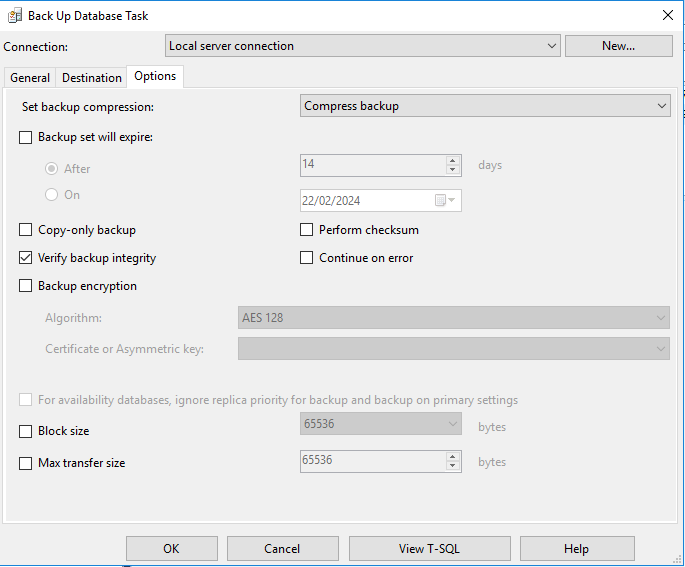 Back Up Database Task
Connection: Local server connection New...
General Destination Options
Set backup compression: Compress backup
Backup set will expire:
After 14 days
On 22/02/2024
Copy-only backup Perform checksum
Verify backup integrity Continue on error
Backup encryption
Algorithm: AES 128
Certificate or Asymmetric key:
For availability databases, ignore replica priority for backup and backup on primary settings
Block size 65536 bytes
Max transfer size 65536 bytes
OK Cancel View T-SQL Help